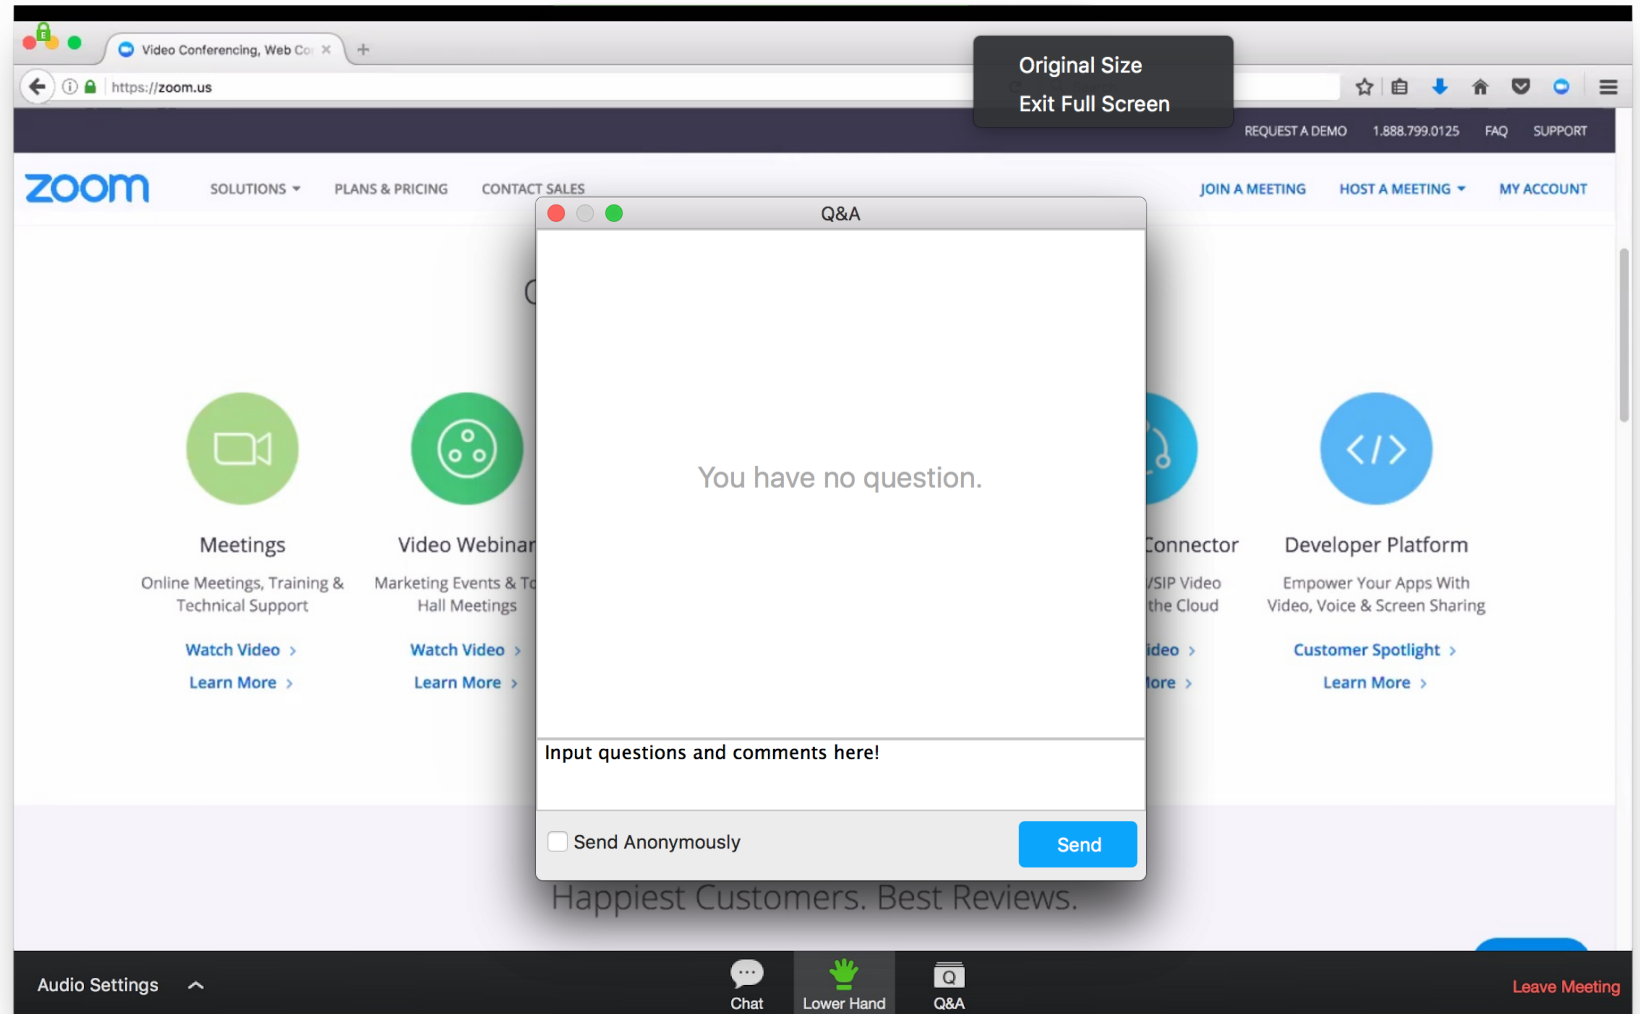 Video Conferencing, Web Co
https://zoom.us
Original Size
Exit Full Screen
REQUEST A DEMO 1.888.799.0125 FAQ SUPPORT
zoom SOLUTIONS PLANS & PRICING CONTACT SALES JOIN A MEETING HOST A MEETING MY ACCOUNT
Q&A
You have no question.
Meetings
Online Meetings, Training &
Technical Support
Watch Video
Learn More
Video Webinar
Marketing Events & To
Hall Meetings
Watch Video
Learn More
Connector
/SIP Video
the Cloud
ideo
ore
Developer Platform
Empower Your Apps With
Video, Voice & Screen Sharing
Customer Spotlight
Learn More
Input questions and comments here!
Send Anonymously Send
Happiest Customers. Best Reviews.
Audio Settings Chat Lower Hand Q&A Leave Meeting